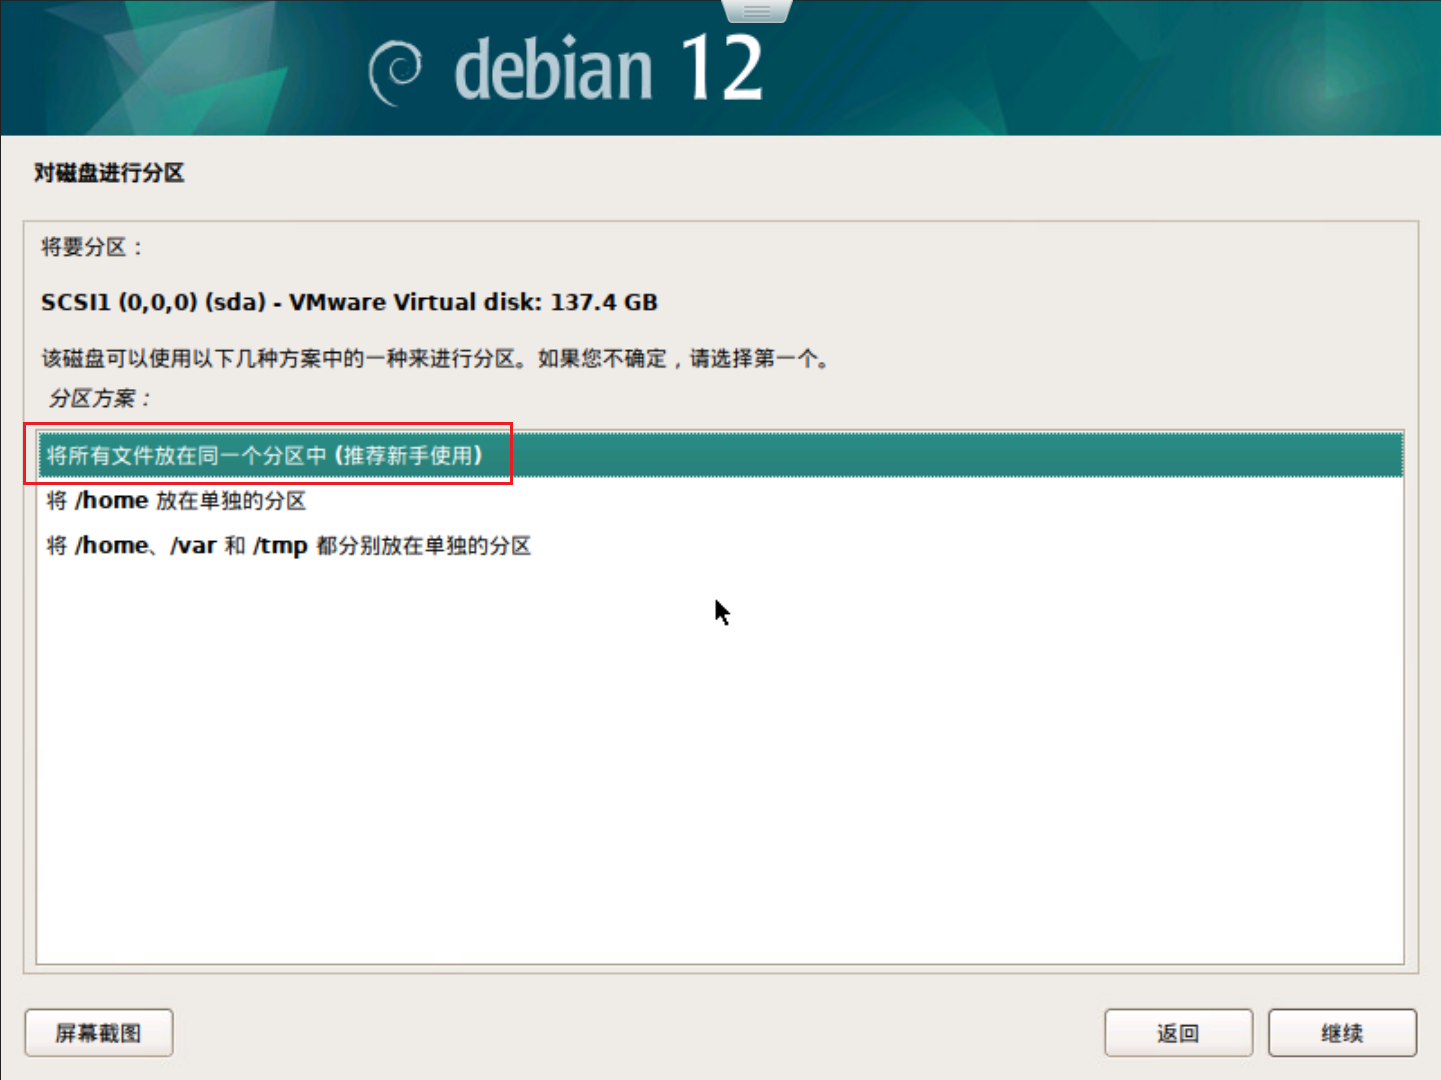 debian 12
对磁盘进行分区
将要分区：
SCSI1 (0,0,0) (sda) - VMware Virtual disk: 137.4 GB
该磁盘可以使用以下几种方案中的一种来进行分区。如果您不确定，请选择第一个。
分区方案：
将所有文件放在同一个分区中 (推荐新手使用)
将 /home 放在单独的分区
将 /home、/var 和 /tmp 都分别放在单独的分区
屏幕截图
返回
继续